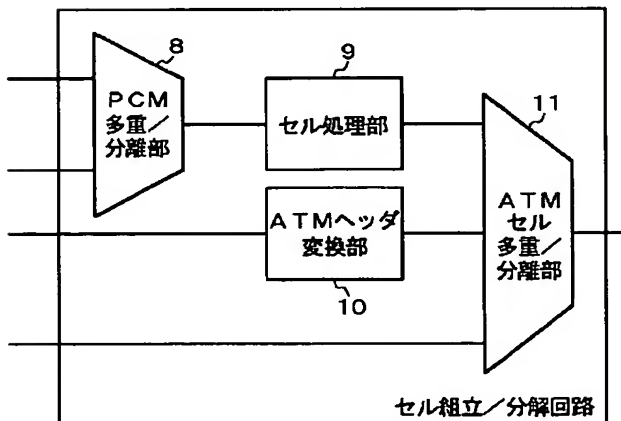 8
PCM
多重／
分離部
9
セル処理部
ATMヘッダ
変換部
10
11
ATM
セル
多重／
分離部
セル組立／分解回路